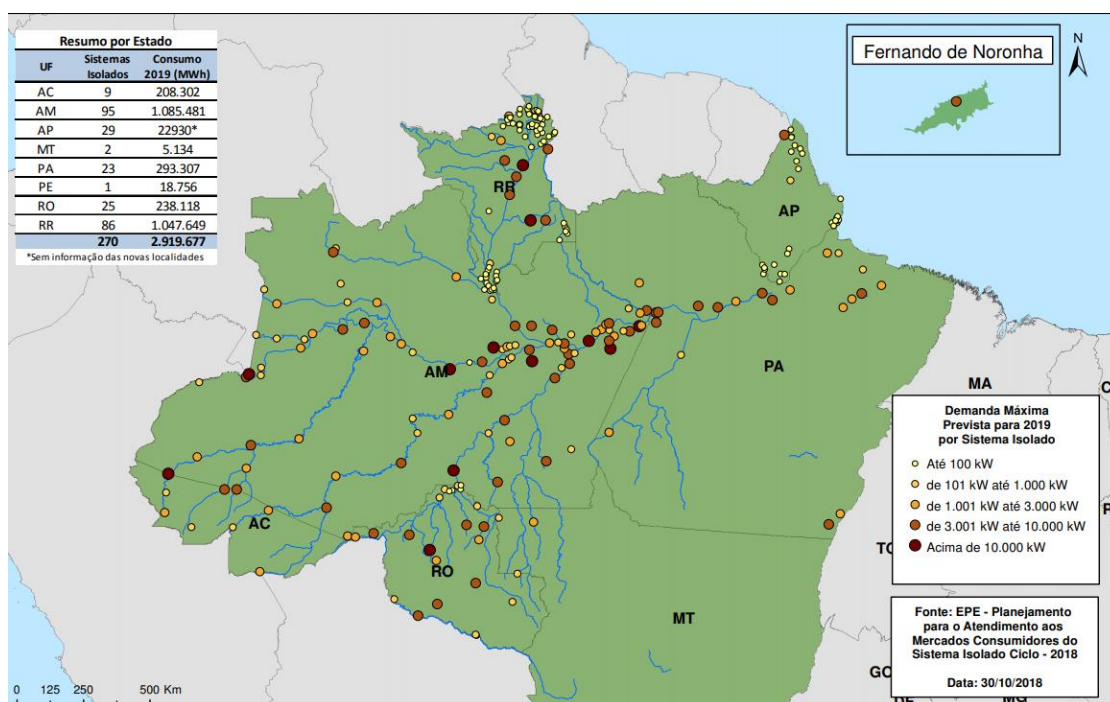 Resumo por Estado
UF Sistemas Isolados Consumo 2019 (MWh)
AC 9 208.302
AM 95 1.085.481
AP 29 22930*
MT 2 5.134
PA 23 293.307
PE 1 18.756
RO 25 238.118
RR 86 1.047.649
270 2.919.677
*Sem informação das novas localidades
Fernando de Noronha
N
RR
AP
AM
PA
MA
AC
RO
MT
TO
GO
MG
Demanda Máxima
Prevista para 2019
por Sistema Isolado
Até 100 kW
de 101 kW até 1.000 kW
de 1.001 kW até 3.000 kW
de 3.001 kW até 10.000 kW
Acima de 10.000 kW
Fonte: EPE - Planejamento
para o Atendimento aos
Mercados Consumidores do
Sistema Isolado Ciclo - 2018
Data: 30/10/2018
0 125 250 500 Km